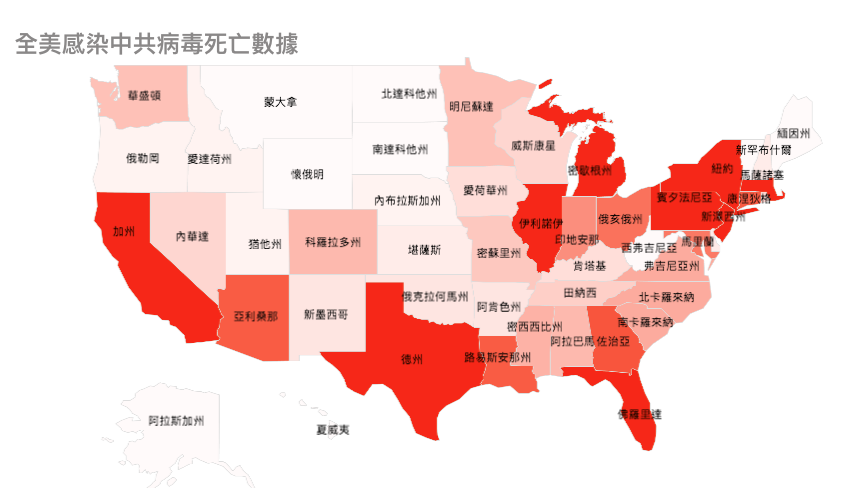 全美感染中共病毒死亡數據
華盛頓
蒙大拿
北達科他州
明尼蘇達
緬因州
新罕布什爾
俄勒岡
愛達荷州
南達科他州
威斯康星
密歇根州
紐約
馬薩諸塞
懷俄明
內布拉斯加州
愛荷華州
賓夕法尼亞
康涅狄格
新澤西州
加州
內華達
猶他州
科羅拉多州
堪薩斯
密蘇里州
伊利諾伊
印地安那
俄亥俄州
西弗吉尼亞
馬里蘭
肯塔基
弗吉尼亞州
亞利桑那
新墨西哥
俄克拉何馬州
阿肯色州
田納西
北卡羅來納
南卡羅來納
密西西比州
阿拉巴馬
佐治亞
德州
路易斯安那州
佛羅里達
阿拉斯加州
夏威夷